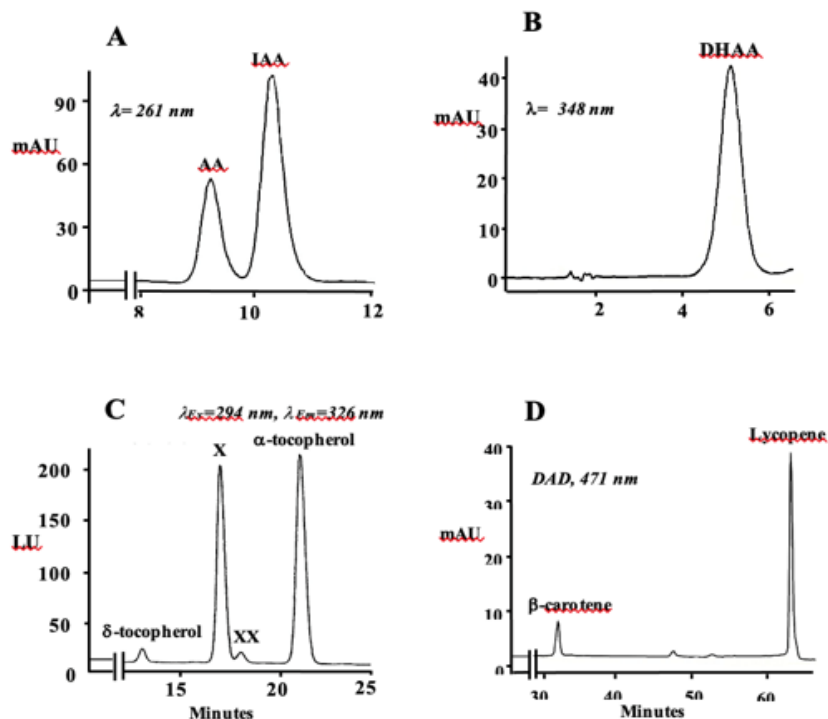 A
IAA
λ= 261 nm
AA
mAU
90
60
30
0
8
10
12
B
DHAA
λ= 348 nm
mAU
40
30
20
10
0
2
4
6
C
λEx=294 nm, λEm=326 nm
X
α-tocopherol
δ-tocopherol
XX
LU
200
150
100
50
0
15
20
25
Minutes
D
Lycopene
DAD, 471 nm
β-carotene
mAU
40
30
20
10
0
30
40
50
60
Minutes